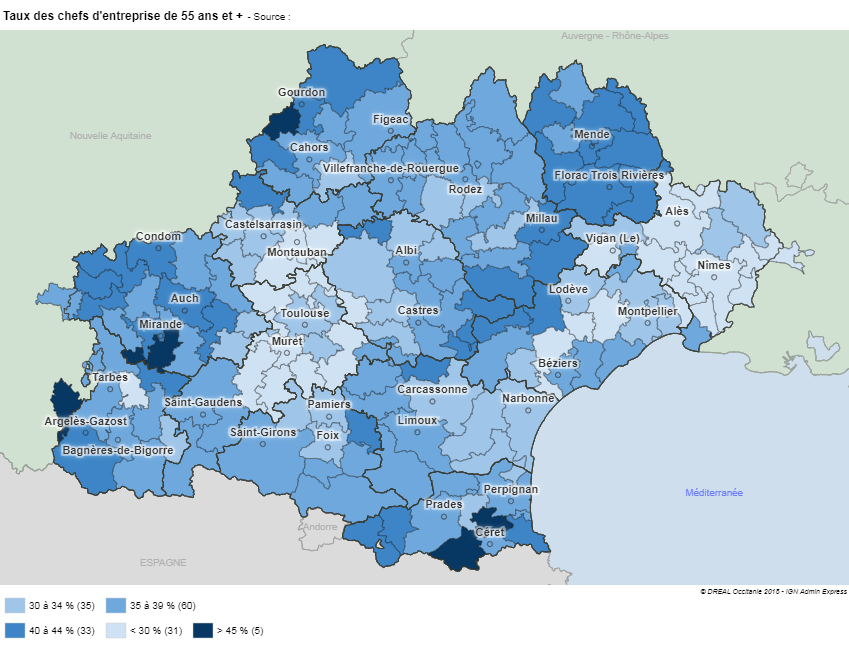 Taux des chefs d'entreprise de 55 ans et + - Source :
Auvergne - Rhône-Alpes
Nouvelle Aquitaine
Gourdon
Figeac
Mende
Cahors
Villefranche-de-Rouergue
Florac Trois Rivières
Rodez
Alès
Millau
Castelsarrasin
Condom
Vigan (Le)
Albi
Montauban
Nîmes
Lodève
Auch
Castres
Toulouse
Montpellier
Mirande
Muret
Béziers
Tarbes
Carcassonne
Narbonne
Saint-Gaudens
Pamiers
Argelès-Gazost
Limoux
Saint-Girons
Foix
Bagnères-de-Bigorre
Perpignan
Méditerranée
Prades
Andorre
Céret
ESPAGNE
© DREAL Occitanie 2018 - IGN Admin Express
30 à 34 % (35) 35 à 39 % (60)
40 à 44 % (33) < 30 % (31) > 45 % (5)